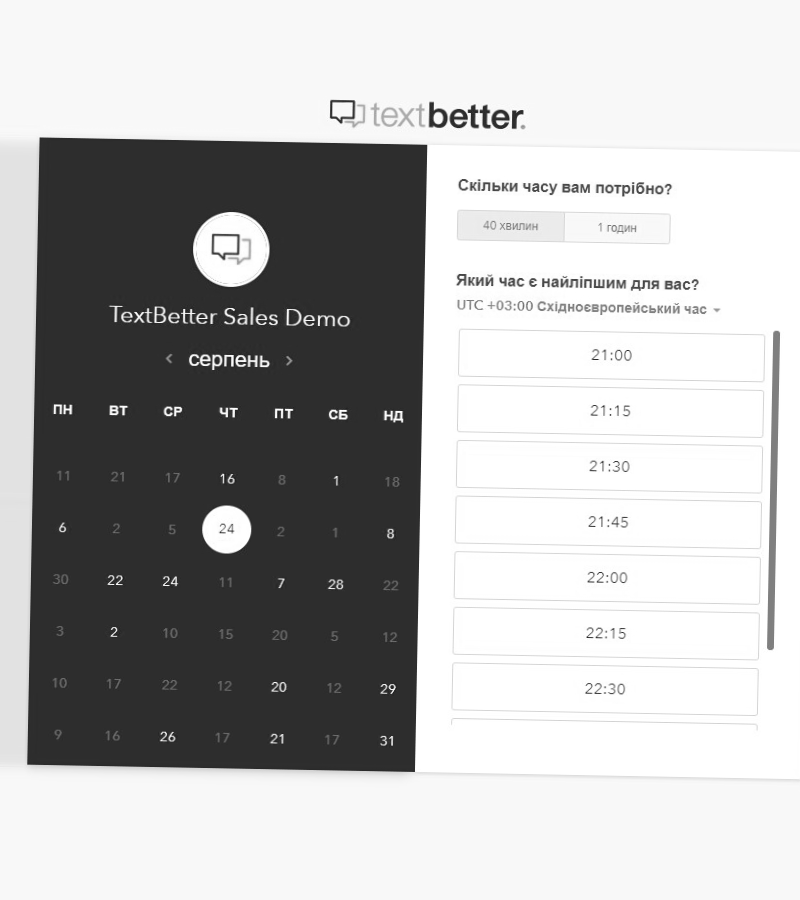 textbetter.
TextBetter Sales Demo
серпень
ПН ВТ СР ЧТ ПТ СБ НД
11 21 17 16 8 1 18
6 2 5 24 2 1 8
30 22 24 11 7 28 22
3 2 10 15 20 5 12
10 17 22 12 20 12 29
9 16 26 17 21 17 31
Скільки часу вам потрібно?
40 хвилин 1 годин
Який час є найліпшим для вас?
UTC +03:00 Східноєвропейський час
21:00
21:15
21:30
21:45
22:00
22:15
22:30